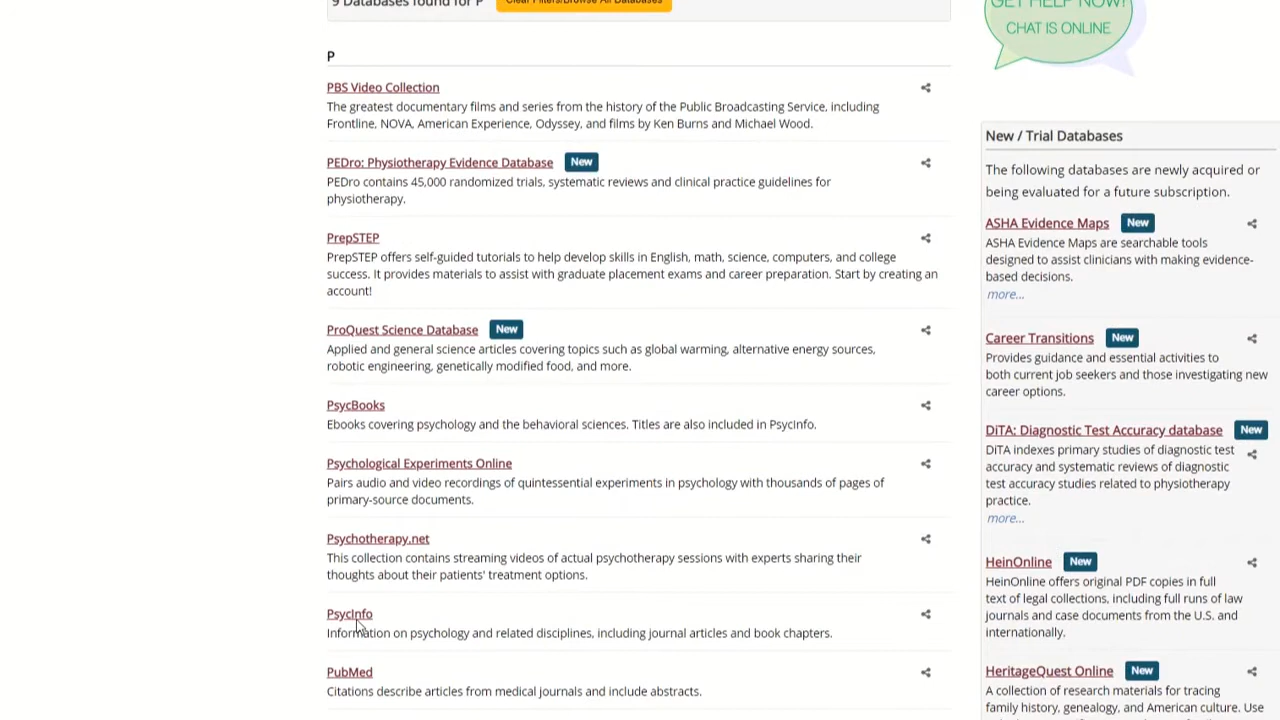 9 Databases found for P
Clear Filters/Browse All Databases
P
PBS Video Collection
The greatest documentary films and series from the history of the Public Broadcasting Service, including
Frontline, NOVA, American Experience, Odyssey, and films by Ken Burns and Michael Wood.
PEDro: Physiotherapy Evidence Database New
PEDro contains 45,000 randomized trials, systematic reviews and clinical practice guidelines for
physiotherapy.
PrepSTEP
PrepSTEP offers self-guided tutorials to help develop skills in English, math, science, computers, and college
success. It provides materials to assist with graduate placement exams and career preparation. Start by creating an
account!
ProQuest Science Database New
Applied and general science articles covering topics such as global warming, alternative energy sources,
robotic engineering, genetically modified food, and more.
PsycBooks
Ebooks covering psychology and the behavioral sciences. Titles are also included in PsycInfo.
Psychological Experiments Online
Pairs audio and video recordings of quintessential experiments in psychology with thousands of pages of
primary-source documents.
Psychotherapy.net
This collection contains streaming videos of actual psychotherapy sessions with experts sharing their
thoughts about their patients' treatment options.
PsycInfo
Information on psychology and related disciplines, including journal articles and book chapters.
PubMed
Citations describe articles from medical journals and include abstracts.
GET HELP NOW!
CHAT IS ONLINE
New / Trial Databases
The following databases are newly acquired or
being evaluated for a future subscription.
ASHA Evidence Maps New
ASHA Evidence Maps are searchable tools
designed to assist clinicians with making evidence-
based decisions.
more...
Career Transitions New
Provides guidance and essential activities to
both current job seekers and those investigating new
career options.
DiTA: Diagnostic Test Accuracy database New
DiTA indexes primary studies of diagnostic test
accuracy and systematic reviews of diagnostic
test accuracy studies related to physiotherapy
practice.
more...
HeinOnline New
HeinOnline offers original PDF copies in full
text of legal collections, including full runs of law
journals and case documents from the U.S. and
internationally.
HeritageQuest Online New
A collection of research materials for tracing
family history, genealogy, and American culture. Use